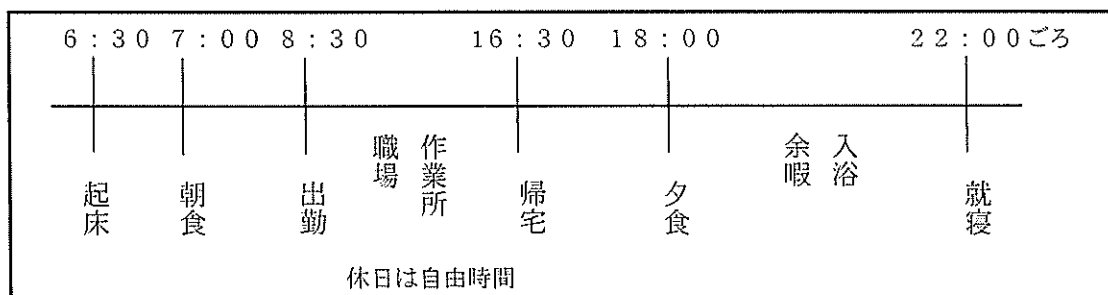 6:30 7:00 8:30 16:30 18:00 22:00ごろ
起床
朝食
出勤
作業所
職場
帰宅
夕食
入浴
余暇
就寝
休日は自由時間